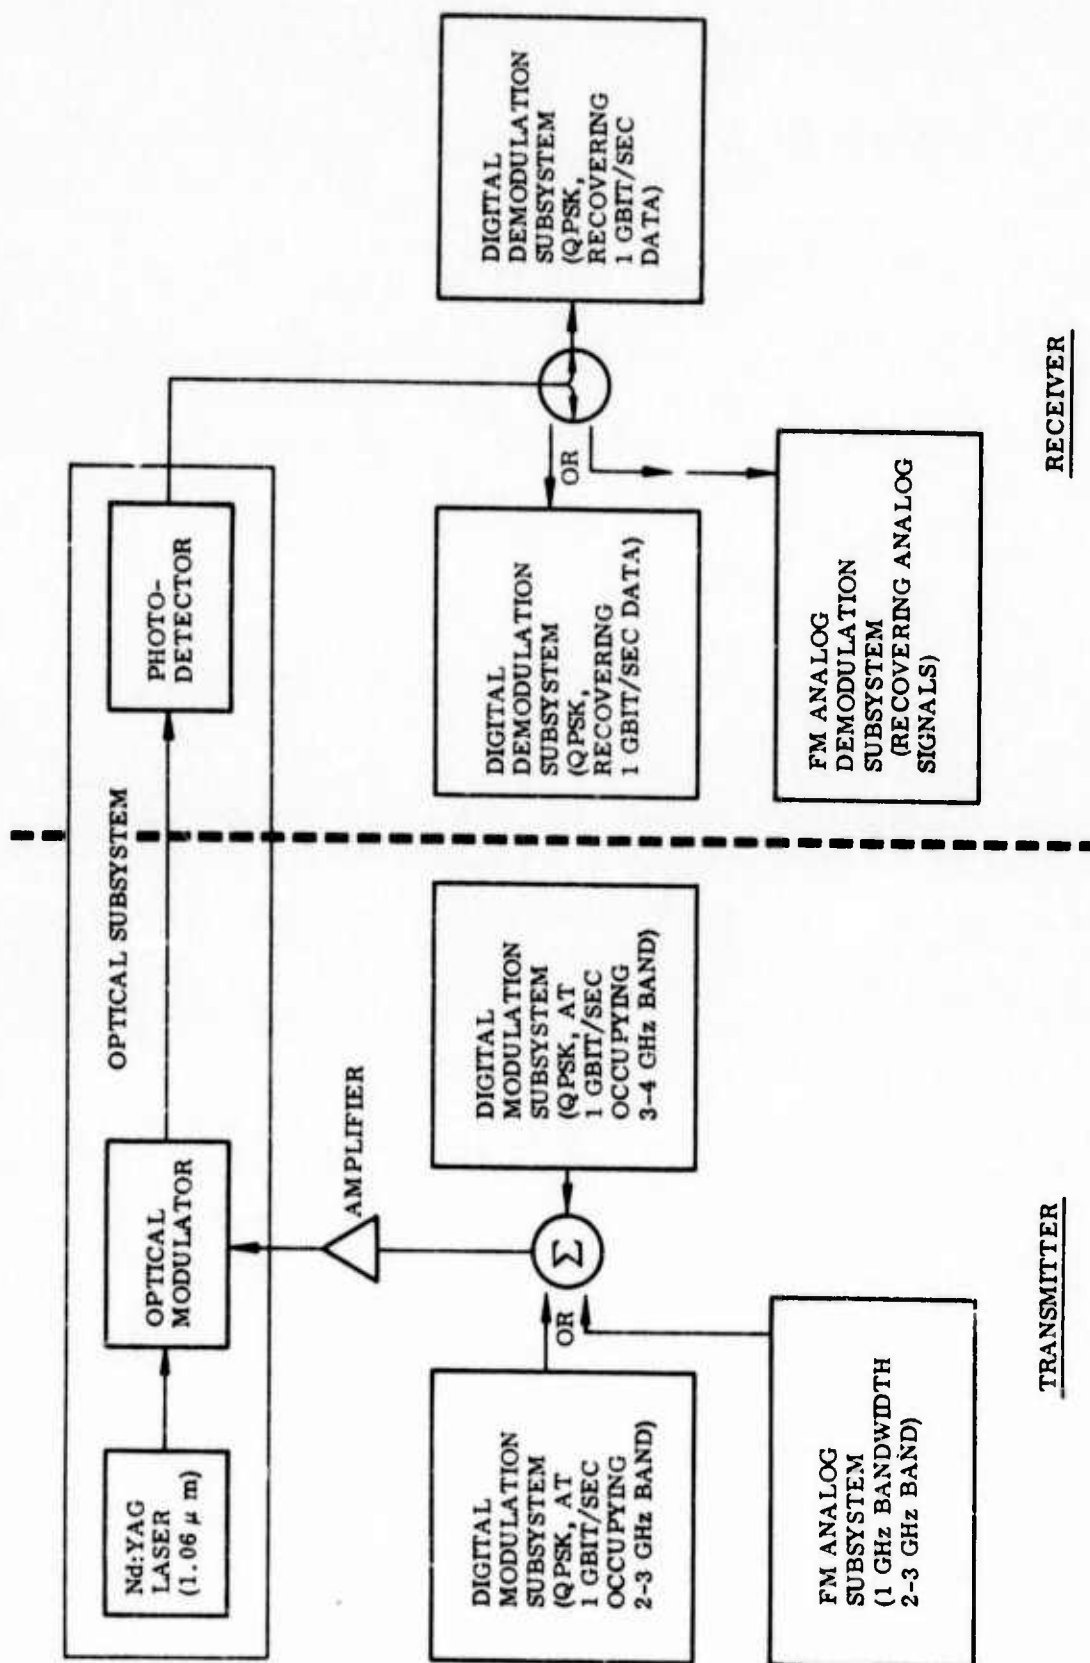 OPTICAL SUBSYSTEM
Nd:YAG
LASER
(1.06 μ m)
OPTICAL
MODULATOR
PHOTO-
DETECTOR
AMPLIFIER
DIGITAL
MODULATION
SUBSYSTEM
(QPSK, AT
1 GBIT/SEC
OCCUPYING
2-3 GHz BAND)
OR
Σ
DIGITAL
MODULATION
SUBSYSTEM
(QPSK, AT
1 GBIT/SEC
OCCUPYING
3-4 GHz BAND)
DIGITAL
DEMODULATION
SUBSYSTEM
(QPSK,
RECOVERING
1 GBIT/SEC DATA)
OR
DIGITAL
DEMODULATION
SUBSYSTEM
(QPSK,
RECOVERING
1 GBIT/SEC
DATA)
FM ANALOG
SUBSYSTEM
(1 GHz BANDWIDTH
2-3 GHz BAND)
FM ANALOG
DEMODULATION
SUBSYSTEM
(RECOVERING ANALOG
SIGNALS)
TRANSMITTER
RECEIVER